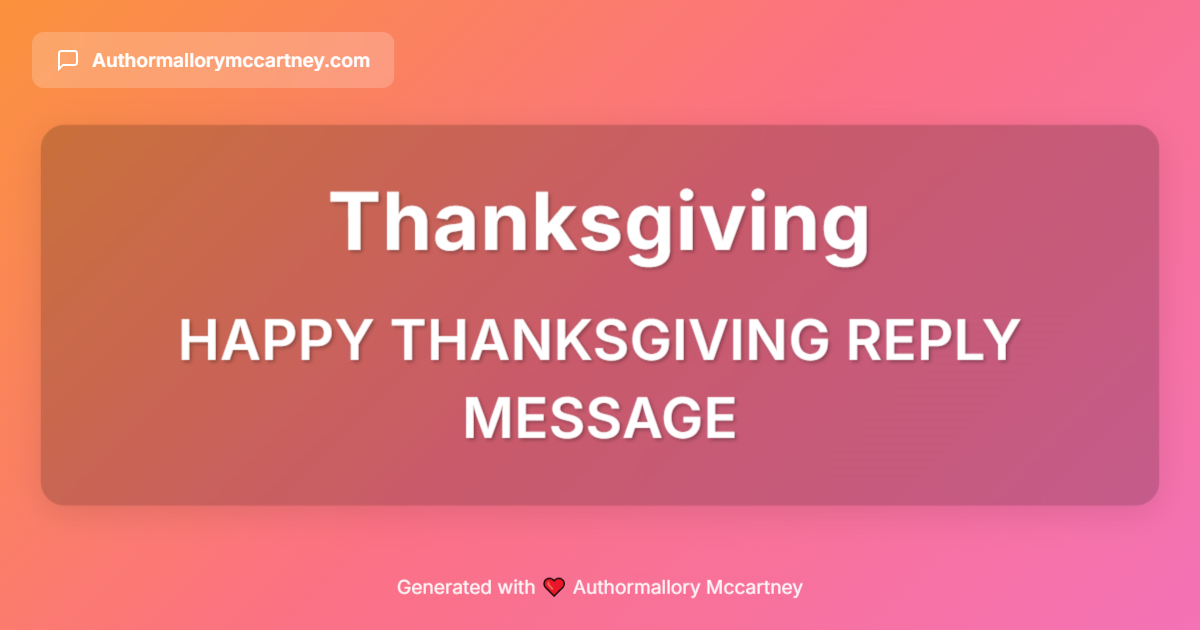 Authormallorymccartney.com
Thanksgiving
HAPPY THANKSGIVING REPLY
MESSAGE
Generated with ❤️ Authormallory Mccartney